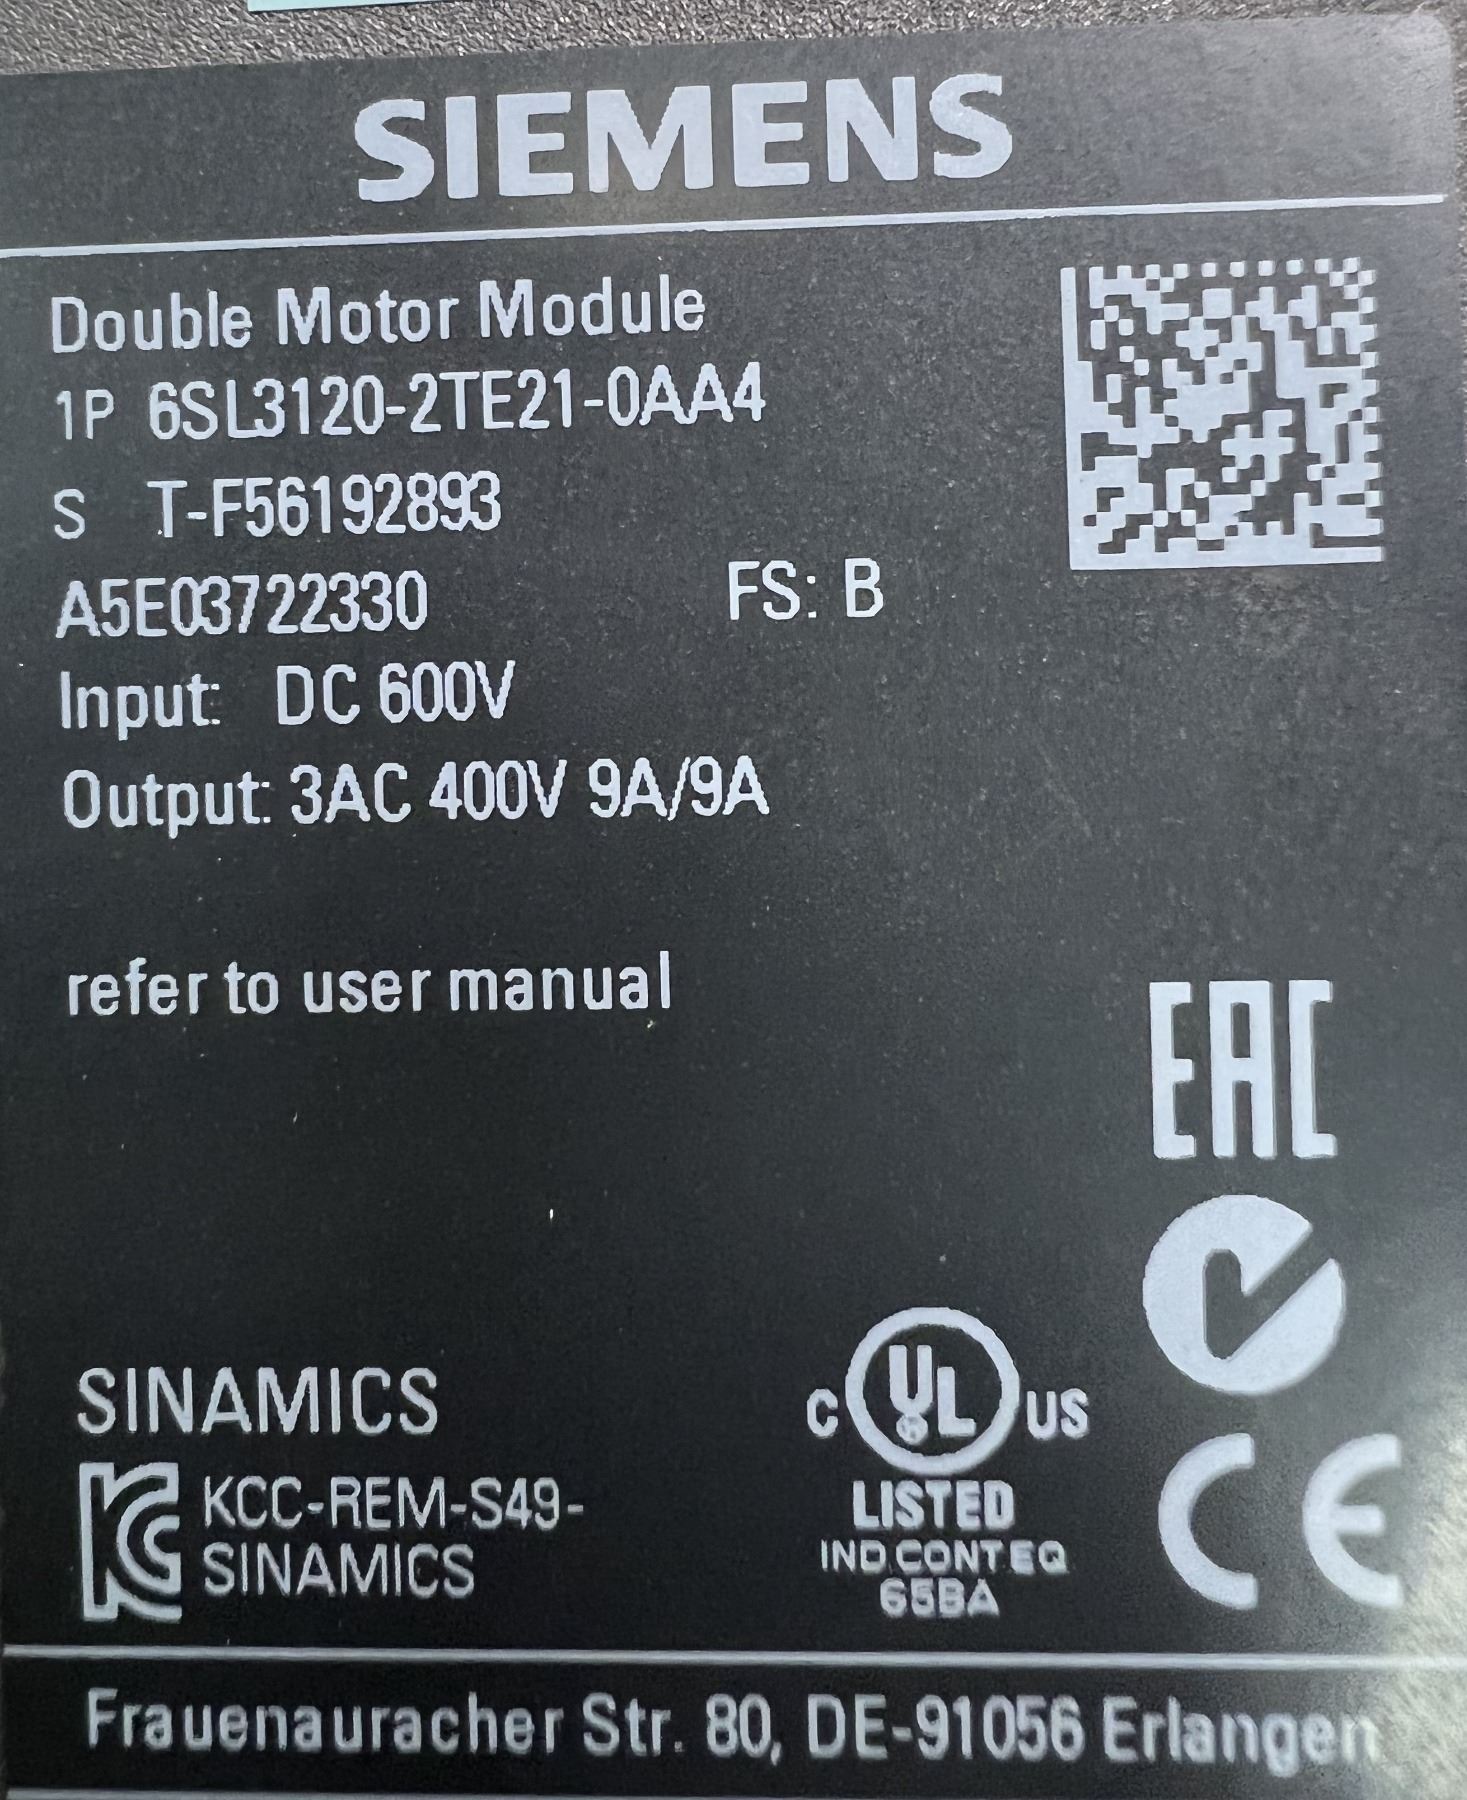 SIEMENS
Double Motor Module
1P 6SL3120-2TE21-0AA4
S T-F56192893
A5E03722330 FS: B
Input: DC 600V
Output: 3AC 400V 9A/9A
refer to user manual
EAC
SINAMICS
KCC-REM-S49-
SINAMICS
C UL US
LISTED
IND.CONT.EQ
65BA
CE
Frauenauracher Str. 80, DE-91056 Erlangen